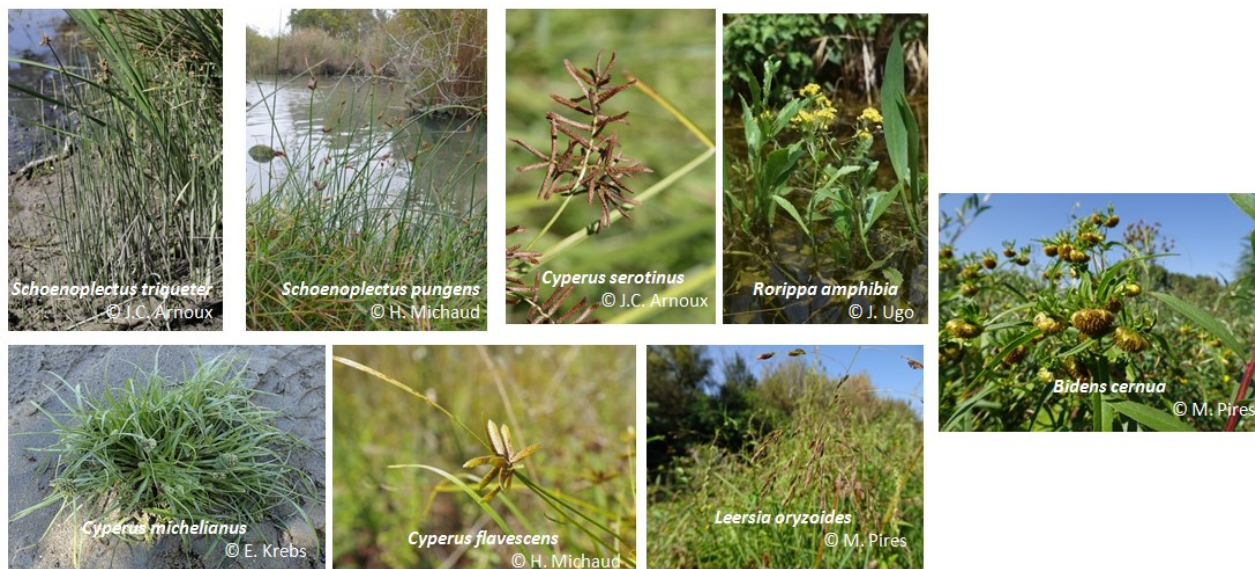 Schoenoplectus triqueter
© J.C. Arnoux
Schoenoplectus pungens
© H. Michaud
Cyperus serotinus
© J.C. Arnoux
Rorippa amphibia
© J. Ugo
Bidens cernua
© M. Pires
Cyperus michelianus
© E. Krebs
Cyperus flavescens
© H. Michaud
Leersia oryzoides
© M. Pires